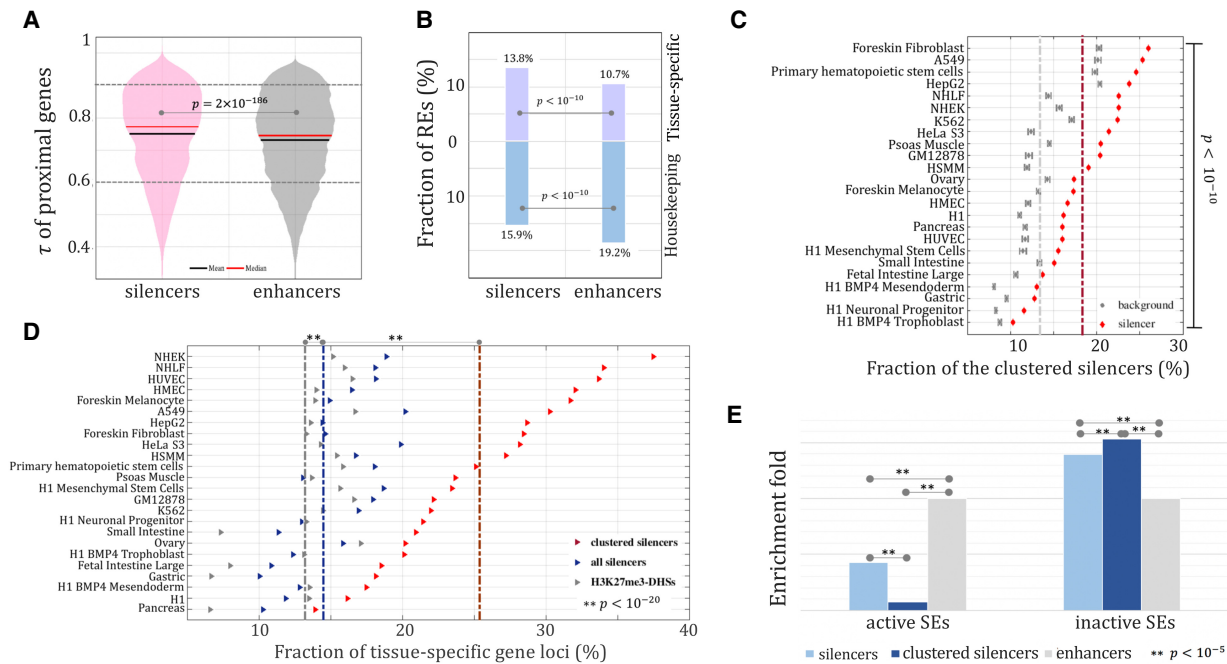 A
τ of proximal genes
1
0.8
0.6
0.4
p = 2×10⁻¹⁸⁶
Mean
Median
silencers
enhancers
B
Fraction of REs (%)
10
0
10
13.8%
10.7%
p < 10⁻¹⁰
p < 10⁻¹⁰
15.9%
19.2%
Tissue-specific
Housekeeping
silencers
enhancers
C
Foreskin Fibroblast
A549
Primary hematopoietic stem cells
HepG2
NHLF
NHEK
K562
HeLa S3
Psoas Muscle
GM12878
HSMM
Ovary
Foreskin Melanocyte
HMEC
H1
Pancreas
HUVEC
H1 Mesenchymal Stem Cells
Small Intestine
Fetal Intestine Large
H1 BMP4 Mesendoderm
Gastric
H1 Neuronal Progenitor
H1 BMP4 Trophoblast
background
silencer
p < 10⁻¹⁰
10
20
30
Fraction of the clustered silencers (%)
D
** **
NHEK
NHLF
HUVEC
HMEC
Foreskin Melanocyte
A549
HepG2
Foreskin Fibroblast
HeLa S3
HSMM
Primary hematopoietic stem cells
Psoas Muscle
H1 Mesenchymal Stem Cells
GM12878
K562
H1 Neuronal Progenitor
Small Intestine
Ovary
H1 BMP4 Trophoblast
Fetal Intestine Large
Gastric
H1 BMP4 Mesendoderm
H1
Pancreas
clustered silencers
all silencers
H3K27me3-DHSs
** p < 10⁻²⁰
10
20
30
40
Fraction of tissue-specific gene loci (%)
E
Enrichment fold
**
**
**
**
** **
active SEs
inactive SEs
silencers
clustered silencers
enhancers
** p < 10⁻⁵